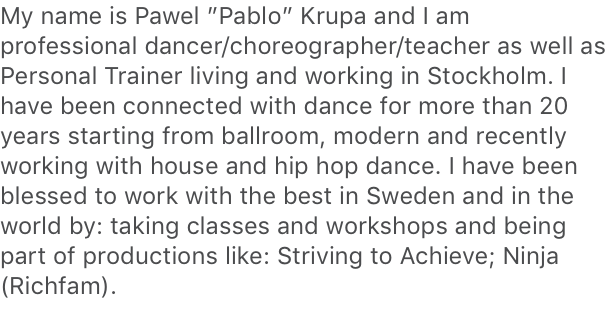 My name is Pawel ”Pablo” Krupa and I am
professional dancer/choreographer/teacher as well as
Personal Trainer living and working in Stockholm. I
have been connected with dance for more than 20
years starting from ballroom, modern and recently
working with house and hip hop dance. I have been
blessed to work with the best in Sweden and in the
world by: taking classes and workshops and being
part of productions like: Striving to Achieve; Ninja
(Richfam).